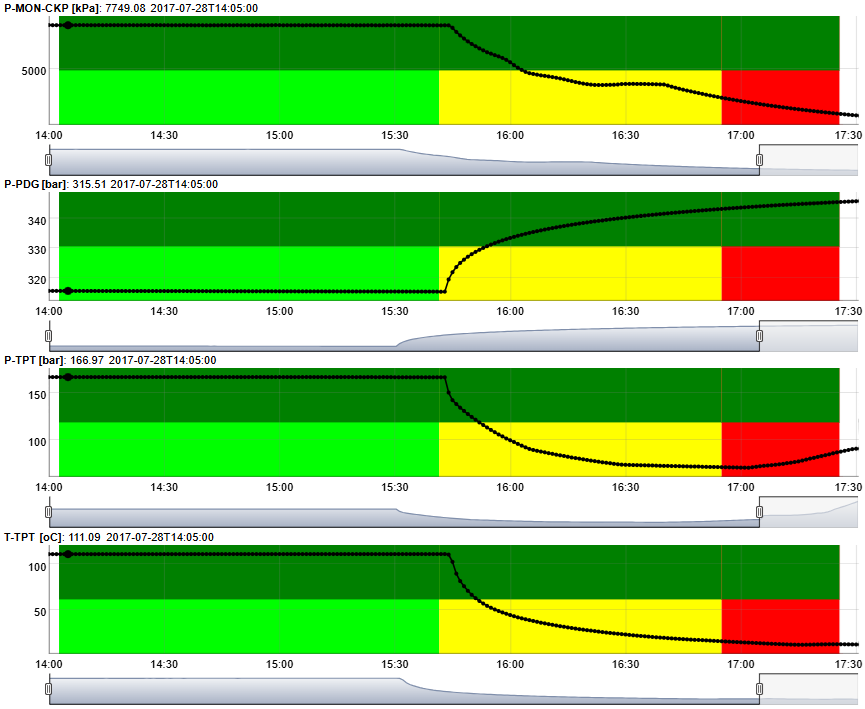 P-MON-CKP [kPa]: 7749.08 2017-07-28T14:05:00
5000
14:00 14:30 15:00 15:30 16:00 16:30 17:00 17:30
P-PDG [bar]: 315.51 2017-07-28T14:05:00
340
330
320
14:00 14:30 15:00 15:30 16:00 16:30 17:00 17:30
P-TPT [bar]: 166.97 2017-07-28T14:05:00
150
100
14:00 14:30 15:00 15:30 16:00 16:30 17:00 17:30
T-TPT [oC]: 111.09 2017-07-28T14:05:00
100
50
14:00 14:30 15:00 15:30 16:00 16:30 17:00 17:30